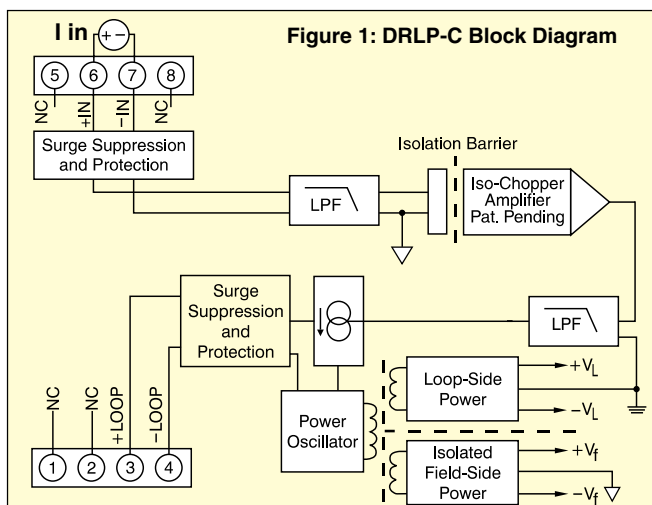 I in
Figure 1: DRLP-C Block Diagram
+ −
5 6 7 8
NC
+IN
−IN
NC
Surge Suppression
and Protection
Isolation Barrier
LPF
Iso-Chopper
Amplifier
Pat. Pending
Surge
Suppression
and
Protection
LPF
NC
NC
+LOOP
−LOOP
Power
Oscillator
Loop-Side
Power
+VL
−VL
Isolated
Field-Side
Power
+Vf
−Vf
1 2 3 4